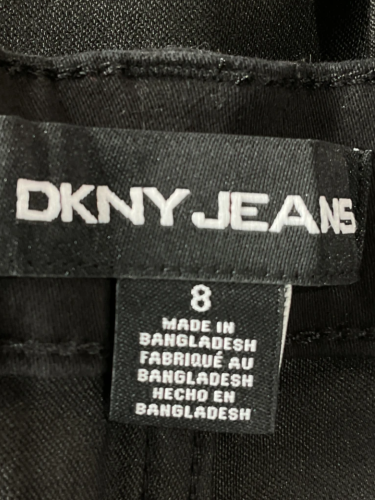 DKNY JEANS
8
MADE IN
BANGLADESH
FABRIQUÉ AU
BANGLADESH
HECHO EN
BANGLADESH